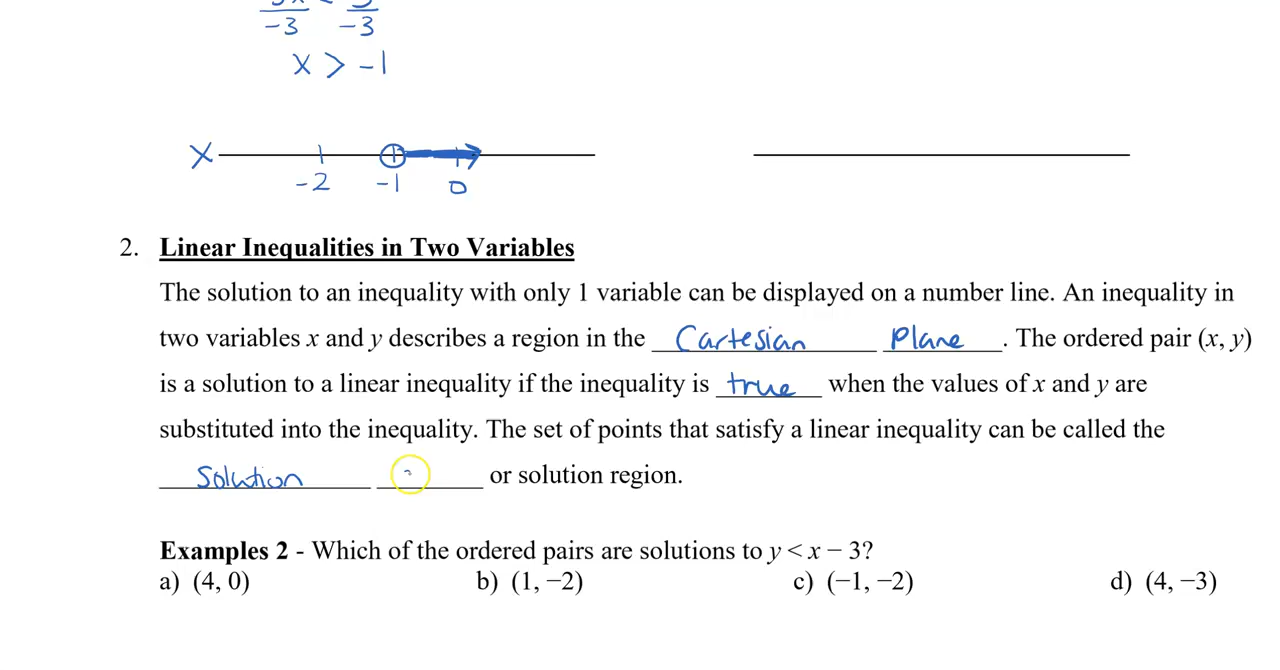 -3 -3
x > -1
x
-2 -1 0
2. Linear Inequalities in Two Variables
The solution to an inequality with only 1 variable can be displayed on a number line. An inequality in
two variables x and y describes a region in the Cartesian Plane. The ordered pair (x, y)
is a solution to a linear inequality if the inequality is true when the values of x and y are
substituted into the inequality. The set of points that satisfy a linear inequality can be called the
Solution ______ or solution region.
Examples 2 - Which of the ordered pairs are solutions to y < x − 3?
a) (4, 0) b) (1, −2) c) (−1, −2) d) (4, −3)